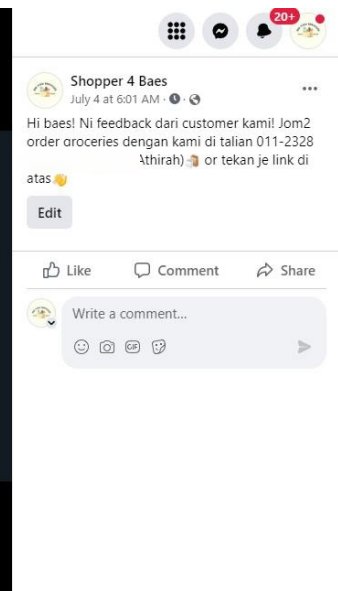 20+
Shopper 4 Baes
July 4 at 6:01 AM
Hi baes! Ni feedback dari customer kami! Jom2
order groceries dengan kami di talian 011-2328
Athirah) or tekan je link di
atas
Edit
Like Comment Share
Write a comment...
GIF